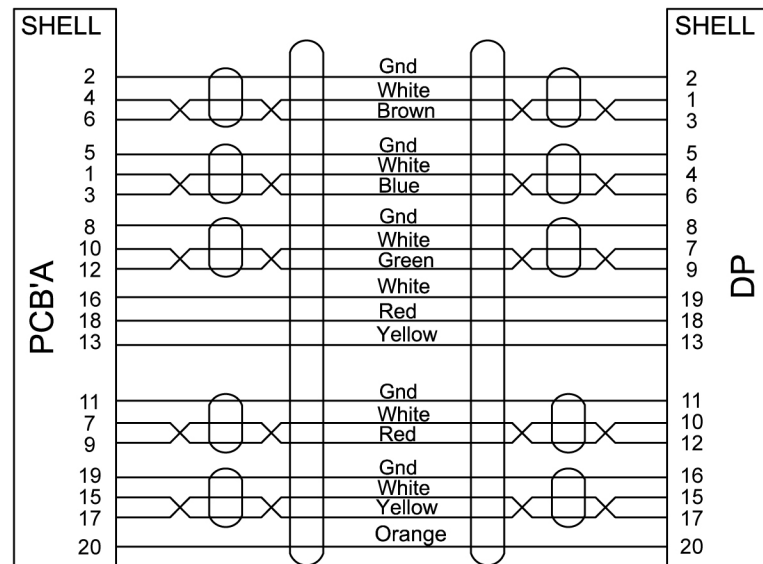 SHELL SHELL
2 Gnd 2
4 White 1
6 Brown 3
5 Gnd 5
1 White 4
3 Blue 6
8 Gnd 8
10 White 7
12 Green 9
16 White 19
18 Red 18
13 Yellow 13
PCB'A DP
11 Gnd 11
7 White 10
9 Red 12
19 Gnd 16
15 White 15
17 Yellow 17
20 Orange 20